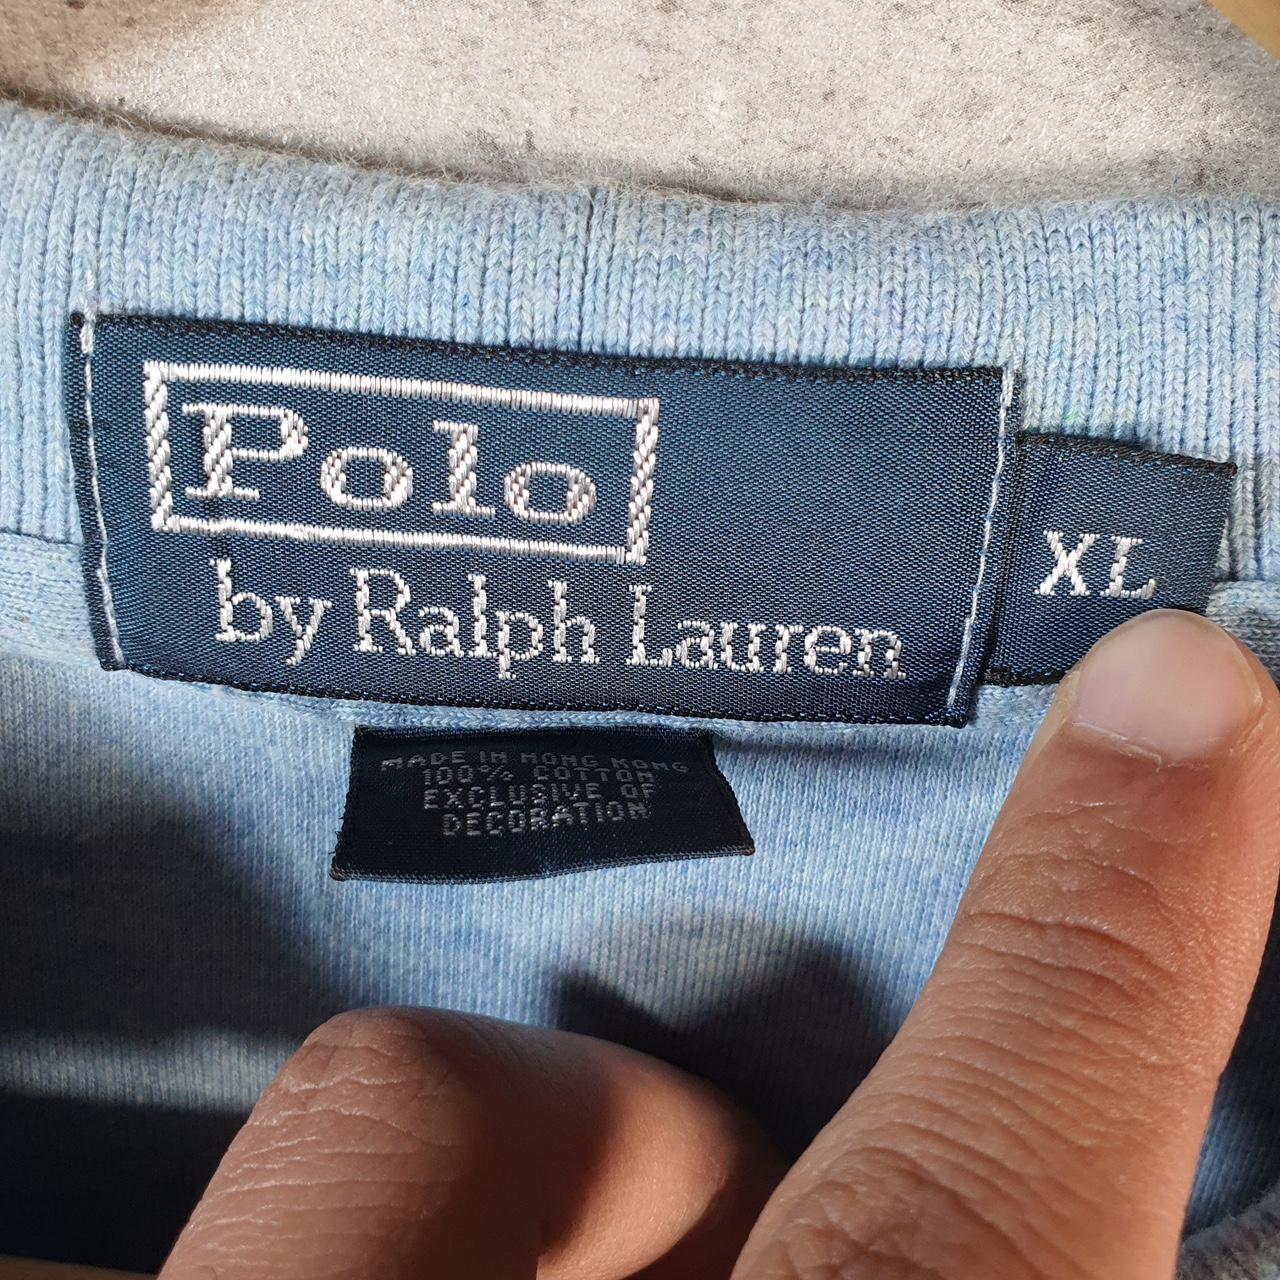 Polo
by Ralph Lauren
XL
MADE IN HONG KONG
100% COTTON
EXCLUSIVE OF
DECORATION